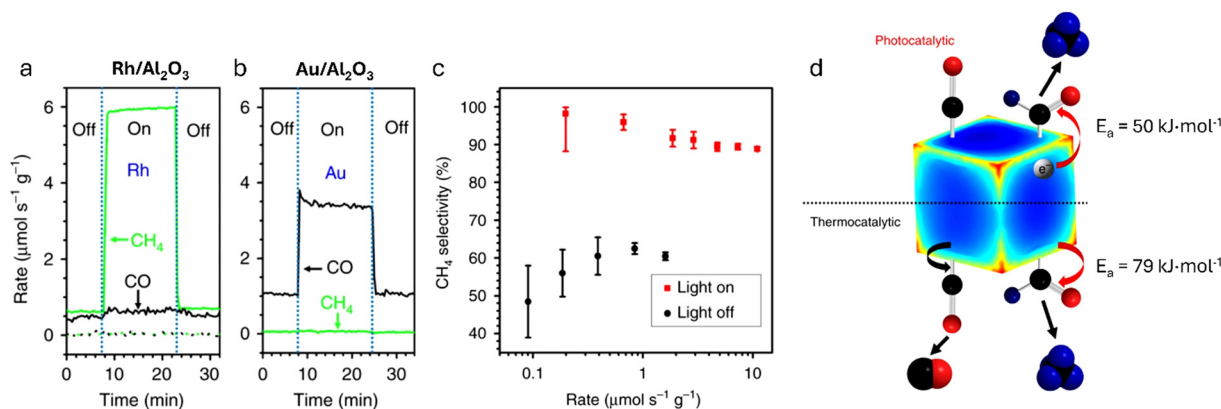 a
Rh/Al₂O₃
6
Off
On
Off
Rh
4
CH₄
2
CO
0
0
10
20
30
Time (min)
Rate (μmol s⁻¹ g⁻¹)
b
Au/Al₂O₃
6
Off
On
Off
Au
4
CO
2
CH₄
0
0
10
20
30
Time (min)
c
100
90
80
70
60
50
40
CH₄ selectivity (%)
Light on
Light off
0.1
1
10
Rate (μmol s⁻¹ g⁻¹)
d
Photocatalytic
Eₐ = 50 kJ·mol⁻¹
e⁻
Thermocatalytic
Eₐ = 79 kJ·mol⁻¹